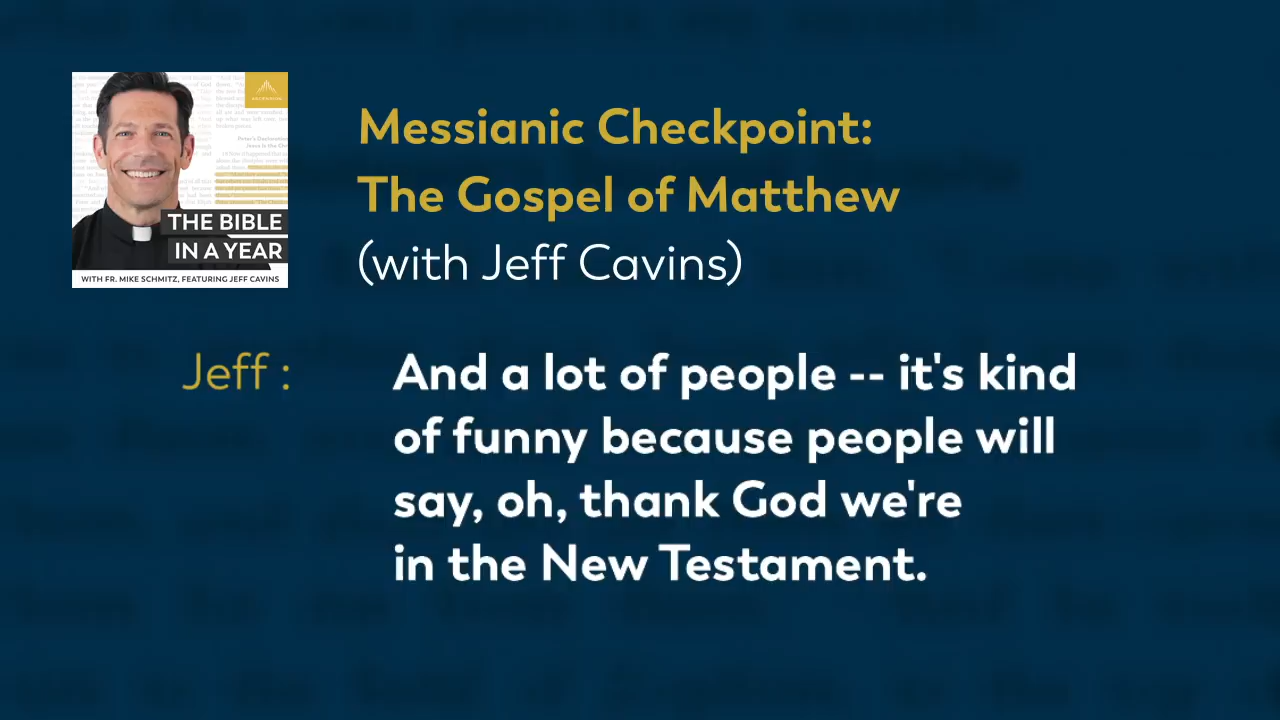 ASCENSION
THE BIBLE
IN A YEAR
WITH FR. MIKE SCHMITZ, FEATURING JEFF CAVINS
Messianic Checkpoint:
The Gospel of Matthew
(with Jeff Cavins)
Jeff : And a lot of people -- it's kind
of funny because people will
say, oh, thank God we're
in the New Testament.